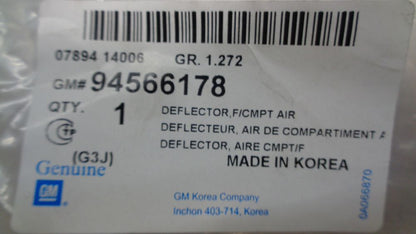 07894 14006 GR. 1.272
GM# 94566178
QTY. 1
DEFLECTOR,F/CMPT AIR
DEFLECTEUR, AIR DE COMPARTIMENT A
DEFLECTOR, AIRE CMPT/F
(G3J)
MADE IN KOREA
Genuine
GM
GM Korea Company
Inchon 403-714, Korea
0A066870